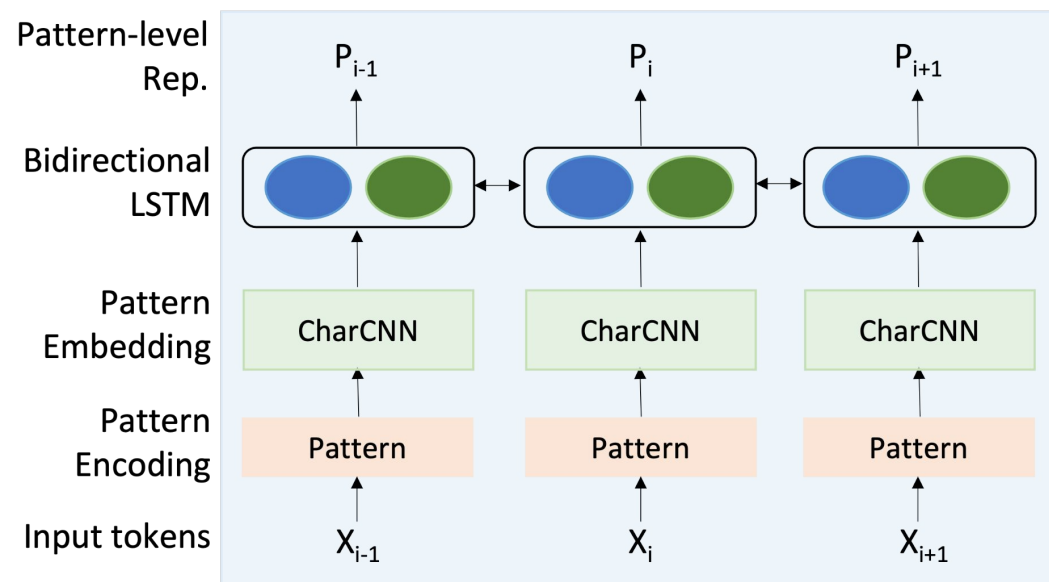 Pattern-level
Rep.
P_{i-1} P_i P_{i+1}
Bidirectional
LSTM
Pattern
Embedding
CharCNN CharCNN CharCNN
Pattern
Encoding
Pattern Pattern Pattern
Input tokens
X_{i-1} X_i X_{i+1}